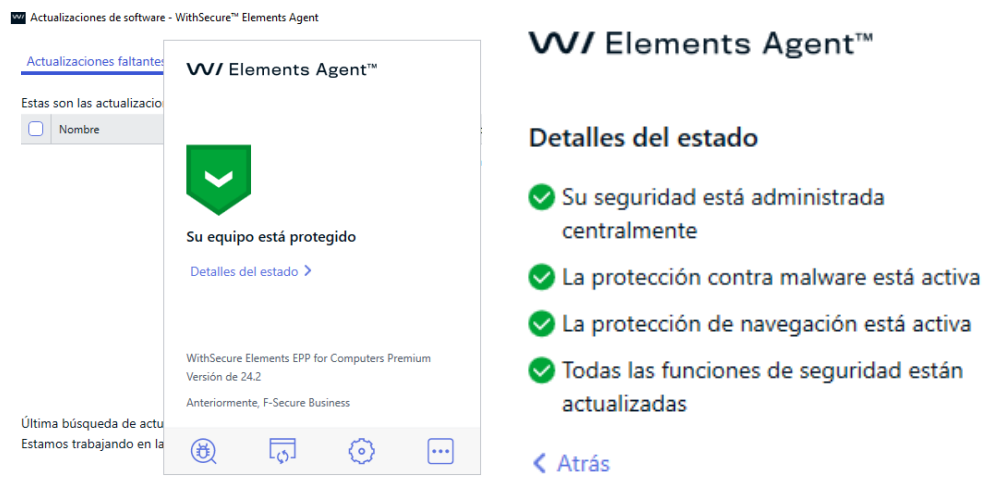 Actualizaciones de software - WithSecure™ Elements Agent
Actualizaciones faltantes
Estas son las
Nombre
Última búsqueda de
Estamos trabajando en
W/ Elements Agent™
Su equipo está protegido
Detalles del estado
WithSecure Elements EPP for Computers Premium
Versión de 24.2
Anteriormente, F-Secure Business
W/ Elements Agent™
Detalles del estado
Su seguridad está administrada
centralmente
La protección contra malware está activa
La protección de navegación está activa
Todas las funciones de seguridad están
actualizadas
Atrás